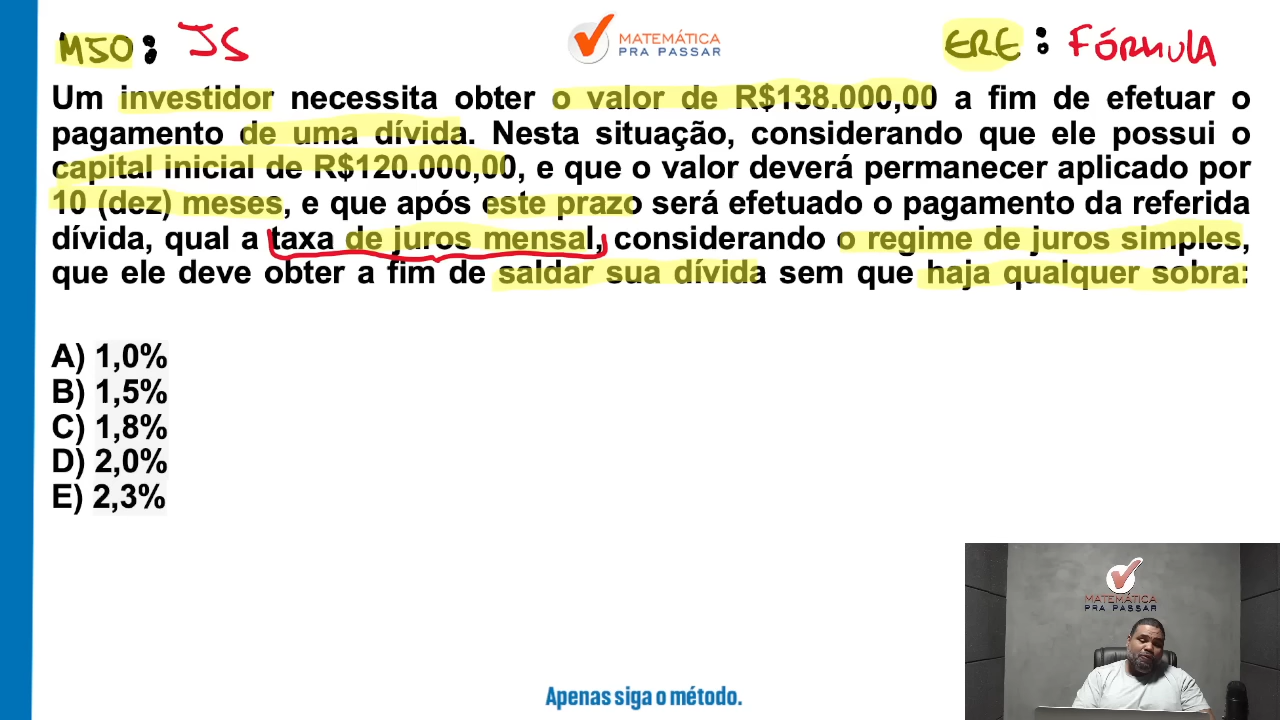 MJO: JS
MATEMÁTICA
PRA PASSAR
ERE: FÓRMULA
Um investidor necessita obter o valor de R$138.000,00 a fim de efetuar o
pagamento de uma dívida. Nesta situação, considerando que ele possui o
capital inicial de R$120.000,00, e que o valor deverá permanecer aplicado por
10 (dez) meses, e que após este prazo será efetuado o pagamento da referida
dívida, qual a taxa de juros mensal, considerando o regime de juros simples,
que ele deve obter a fim de saldar sua dívida sem que haja qualquer sobra:
A) 1,0%
B) 1,5%
C) 1,8%
D) 2,0%
E) 2,3%
MATEMÁTICA
PRA PASSAR
Apenas siga o método.